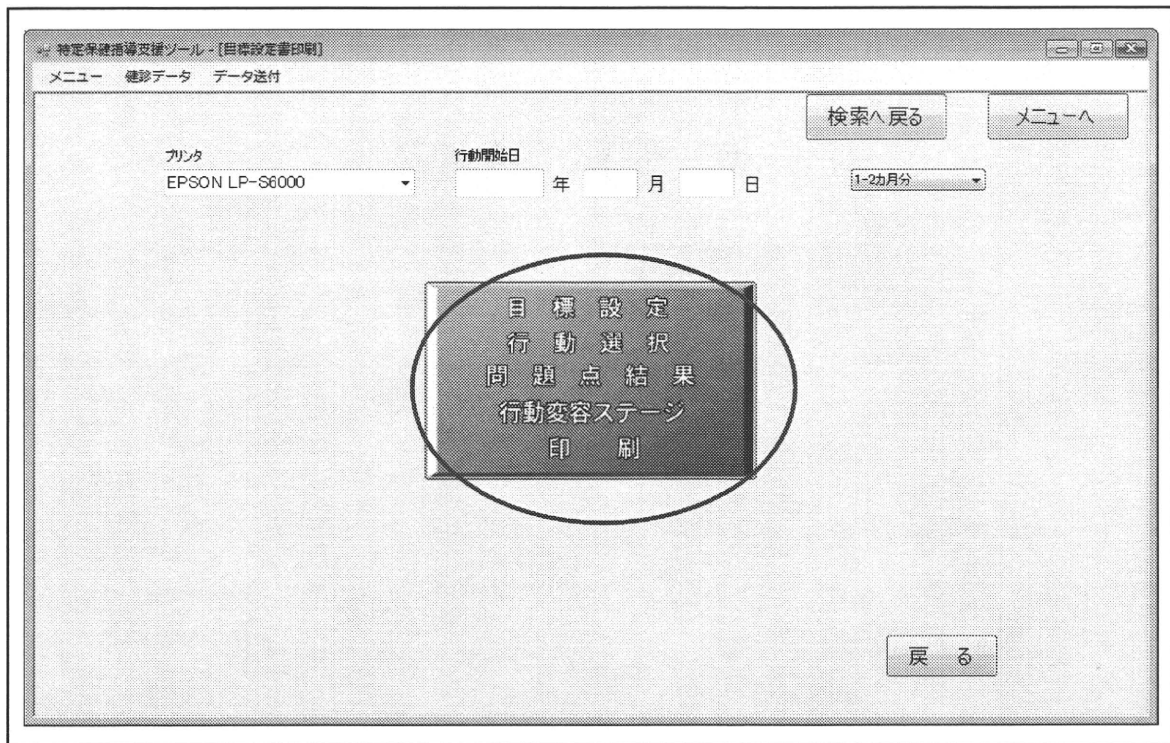 特定保健指導支援ツール - [目標設定書印刷]
メニュー 健診データ データ送付
検索へ戻る メニューへ
プリンタ 行動開始日
EPSON LP-S6000 年 月 日 1-2カ月分
目標設定
行動選択
問題点結果
行動変容ステージ
印刷
戻る